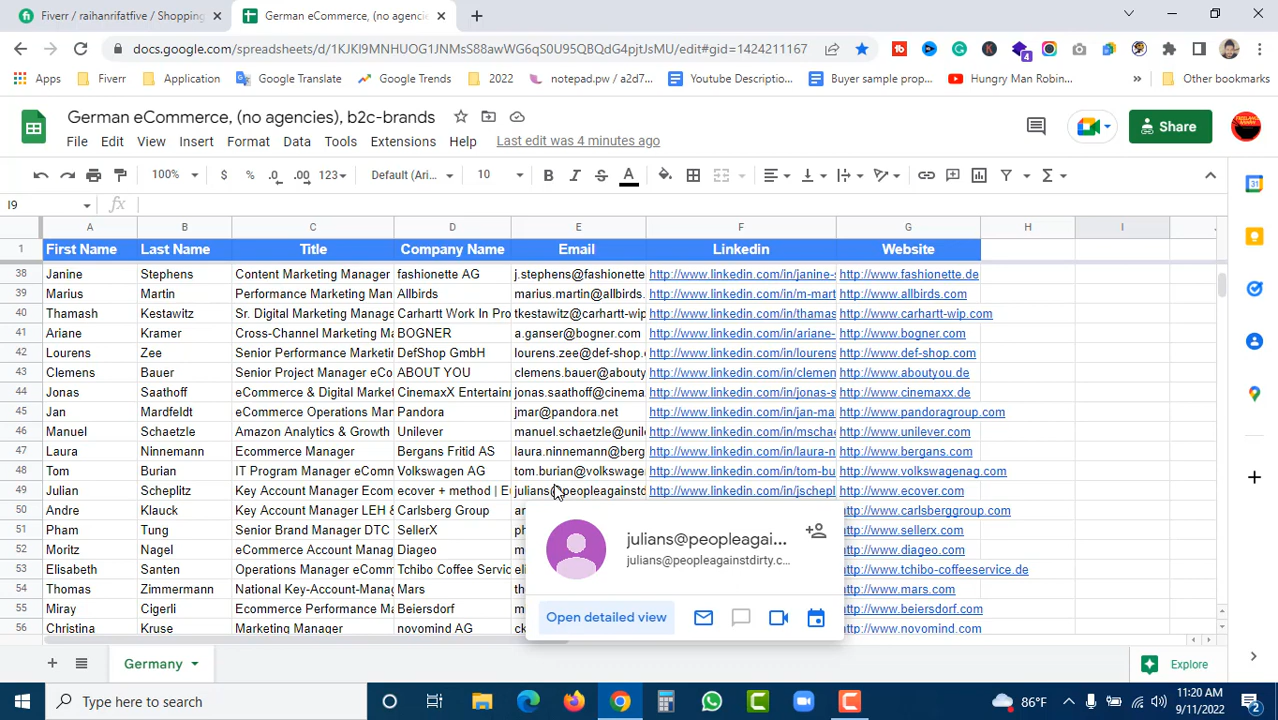 Fiverr / raihanrifatfive / Shopping
German eCommerce, (no agencies)
docs.google.com/spreadsheets/d/1KJKI9MNHUOG1JNMsS88awWG6qS0U95QBQdG4pjtJsMU/edit#gid=1424211167
4
Apps Fiverr Application Google Translate Google Trends 2022 notepad.pw / a2d7... Youtube Description... Buyer sample prop... Hungry Man Robin... » Other bookmarks
German eCommerce, (no agencies), b2c-brands
File Edit View Insert Format Data Tools Extensions Help Last edit was 4 minutes ago
Share
100% $ % .0 .00 123 Default (Ari... 10 B I S A
I9 fx
A B C D E F G H I
1 First Name Last Name Title Company Name Email Linkedin Website
38 Janine Stephens Content Marketing Manager fashionette AG j.stephens@fashionette http://www.linkedin.com/in/janine-s http://www.fashionette.de
39 Marius Martin Performance Marketing Man Allbirds marius.martin@allbirds. http://www.linkedin.com/in/m-mart http://www.allbirds.com
40 Thamash Kestawitz Sr. Digital Marketing Manag Carhartt Work In Pro tkestawitz@carhartt-wip http://www.linkedin.com/in/thamas http://www.carhartt-wip.com
41 Ariane Kramer Cross-Channel Marketing Ma BOGNER a.ganser@bogner.com http://www.linkedin.com/in/ariane- http://www.bogner.com
42 Lourens Zee Senior Performance Marketi DefShop GmbH lourens.zee@def-shop. http://www.linkedin.com/in/lourens http://www.def-shop.com
43 Clemens Bauer Senior Project Manager eCo ABOUT YOU clemens.bauer@abouty http://www.linkedin.com/in/clemen http://www.aboutyou.de
44 Jonas Saathoff eCommerce & Digital Market CinemaxX Entertain jonas.saathoff@cinema http://www.linkedin.com/in/jonas-s http://www.cinemaxx.de
45 Jan Mardfeldt eCommerce Operations Mar Pandora jmar@pandora.net http://www.linkedin.com/in/jan-ma http://www.pandoragroup.com
46 Manuel Schaetzle Amazon Analytics & Growth Unilever manuel.schaetzle@unil http://www.linkedin.com/in/mscha http://www.unilever.com
47 Laura Ninnemann Ecommerce Manager Bergans Fritid AS laura.ninnemann@berg http://www.linkedin.com/in/laura-n http://www.bergans.com
48 Tom Burian IT Program Manager eComm Volkswagen AG tom.burian@volkswage http://www.linkedin.com/in/tom-bu http://www.volkswagenag.com
49 Julian Scheplitz Key Account Manager Ecom ecover + method | E julians@peopleagainstd http://www.linkedin.com/in/jschepl http://www.ecover.com
50 Andre Klauck Key Account Manager LEH & Carlsberg Group http://www.carlsberggroup.com
51 Pham Tung Senior Brand Manager DTC SellerX http://www.sellerx.com
52 Moritz Nagel eCommerce Account Manag Diageo http://www.diageo.com
53 Elisabeth Santen Operations Manager eComm Tchibo Coffee Service http://www.tchibo-coffeeservice.de
54 Thomas Zimmermann National Key-Account-Manag Mars http://www.mars.com
55 Miray Cigerli Ecommerce Performance Ma Beiersdorf http://www.beiersdorf.com
56 Christina Kruse Marketing Manager novomind AG http://www.novomind.com
julians@peopleagai...
julians@peopleagainstdirty.c...
Open detailed view
Germany
Explore
Type here to search
86°F
11:20 AM
9/11/2022
2